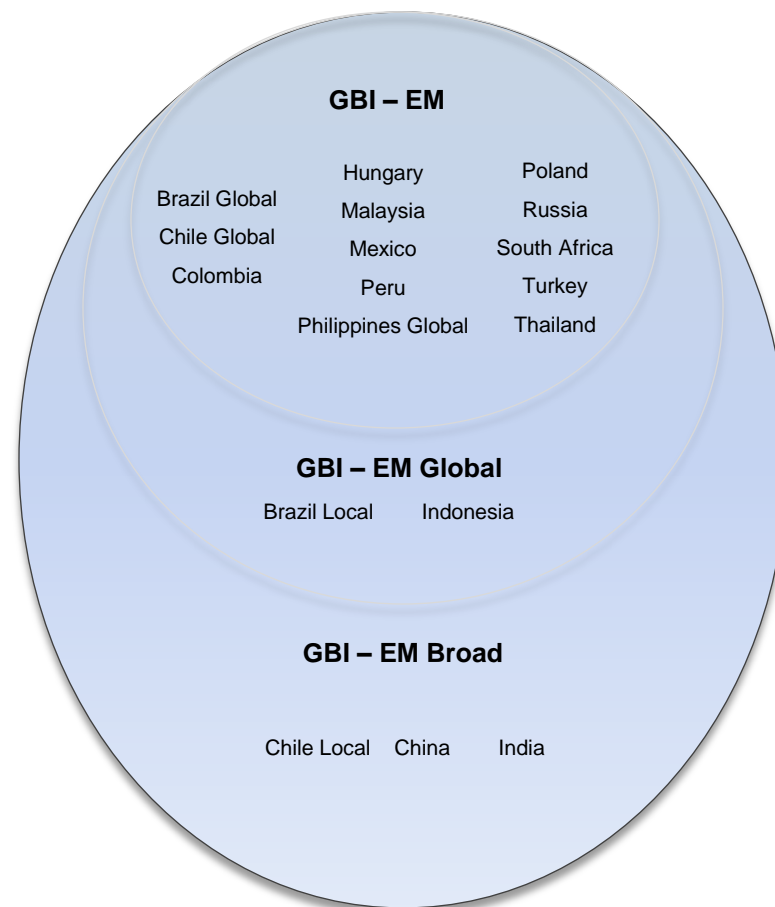 GBI – EM
Brazil Global
Chile Global
Colombia
Hungary
Malaysia
Mexico
Peru
Philippines Global
Poland
Russia
South Africa
Turkey
Thailand
GBI – EM Global
Brazil Local Indonesia
GBI – EM Broad
Chile Local China India